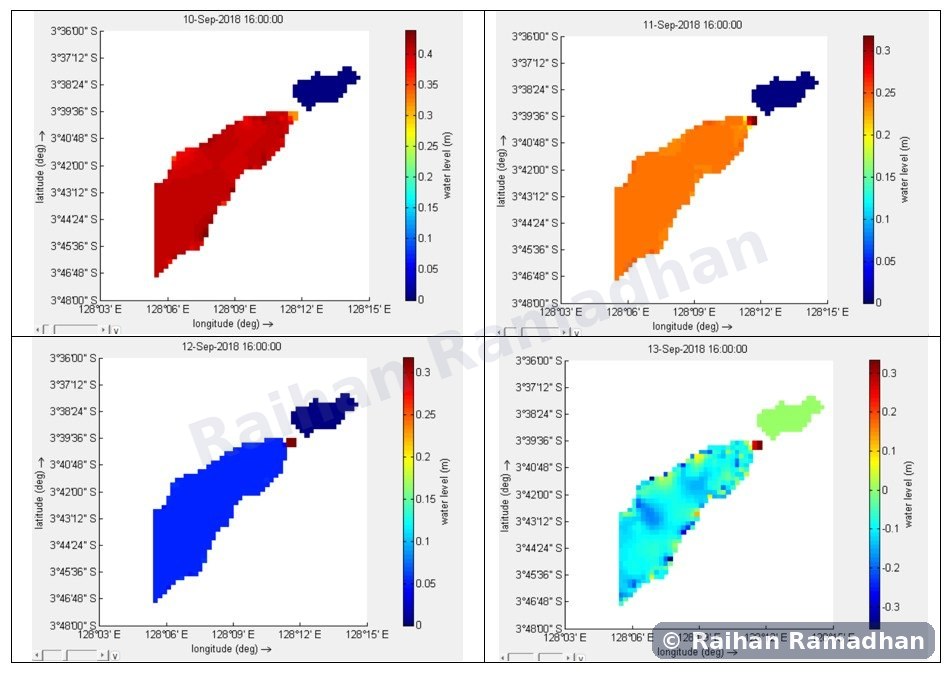 10-Sep-2018 16:00:00
3°36'00" S
3°37'12" S
3°38'24" S
3°39'36" S
3°40'48" S
3°42'00" S
3°43'12" S
3°44'24" S
3°45'36" S
3°46'48" S
3°48'00" S
latitude (deg) →
128°03' E 128°06' E 128°09' E 128°12' E 128°15' E
longitude (deg) →
0.4
0.35
0.3
0.25
0.2
0.15
0.1
0.05
0
water level (m)
11-Sep-2018 16:00:00
3°36'00" S
3°37'12" S
3°38'24" S
3°39'36" S
3°40'48" S
3°42'00" S
3°43'12" S
3°44'24" S
3°45'36" S
3°46'48" S
3°48'00" S
latitude (deg) →
128°03' E 128°06' E 128°09' E 128°12' E 128°15' E
longitude (deg) →
0.3
0.25
0.2
0.15
0.1
0.05
0
water level (m)
12-Sep-2018 16:00:00
3°36'00" S
3°37'12" S
3°38'24" S
3°39'36" S
3°40'48" S
3°42'00" S
3°43'12" S
3°44'24" S
3°45'36" S
3°46'48" S
3°48'00" S
latitude (deg) →
128°03' E 128°06' E 128°09' E 128°12' E 128°15' E
longitude (deg) →
0.3
0.25
0.2
0.15
0.1
0.05
0
water level (m)
13-Sep-2018 16:00:00
3°36'00" S
3°37'12" S
3°38'24" S
3°39'36" S
3°40'48" S
3°42'00" S
3°43'12" S
3°44'24" S
3°45'36" S
3°46'48" S
3°48'00" S
latitude (deg) →
128°03' E 128°06' E
longitude (deg) →
0.3
0.2
0.1
0
-0.1
-0.2
-0.3
water level (m)
Raihan Ramadhan
© Raihan Ramadhan